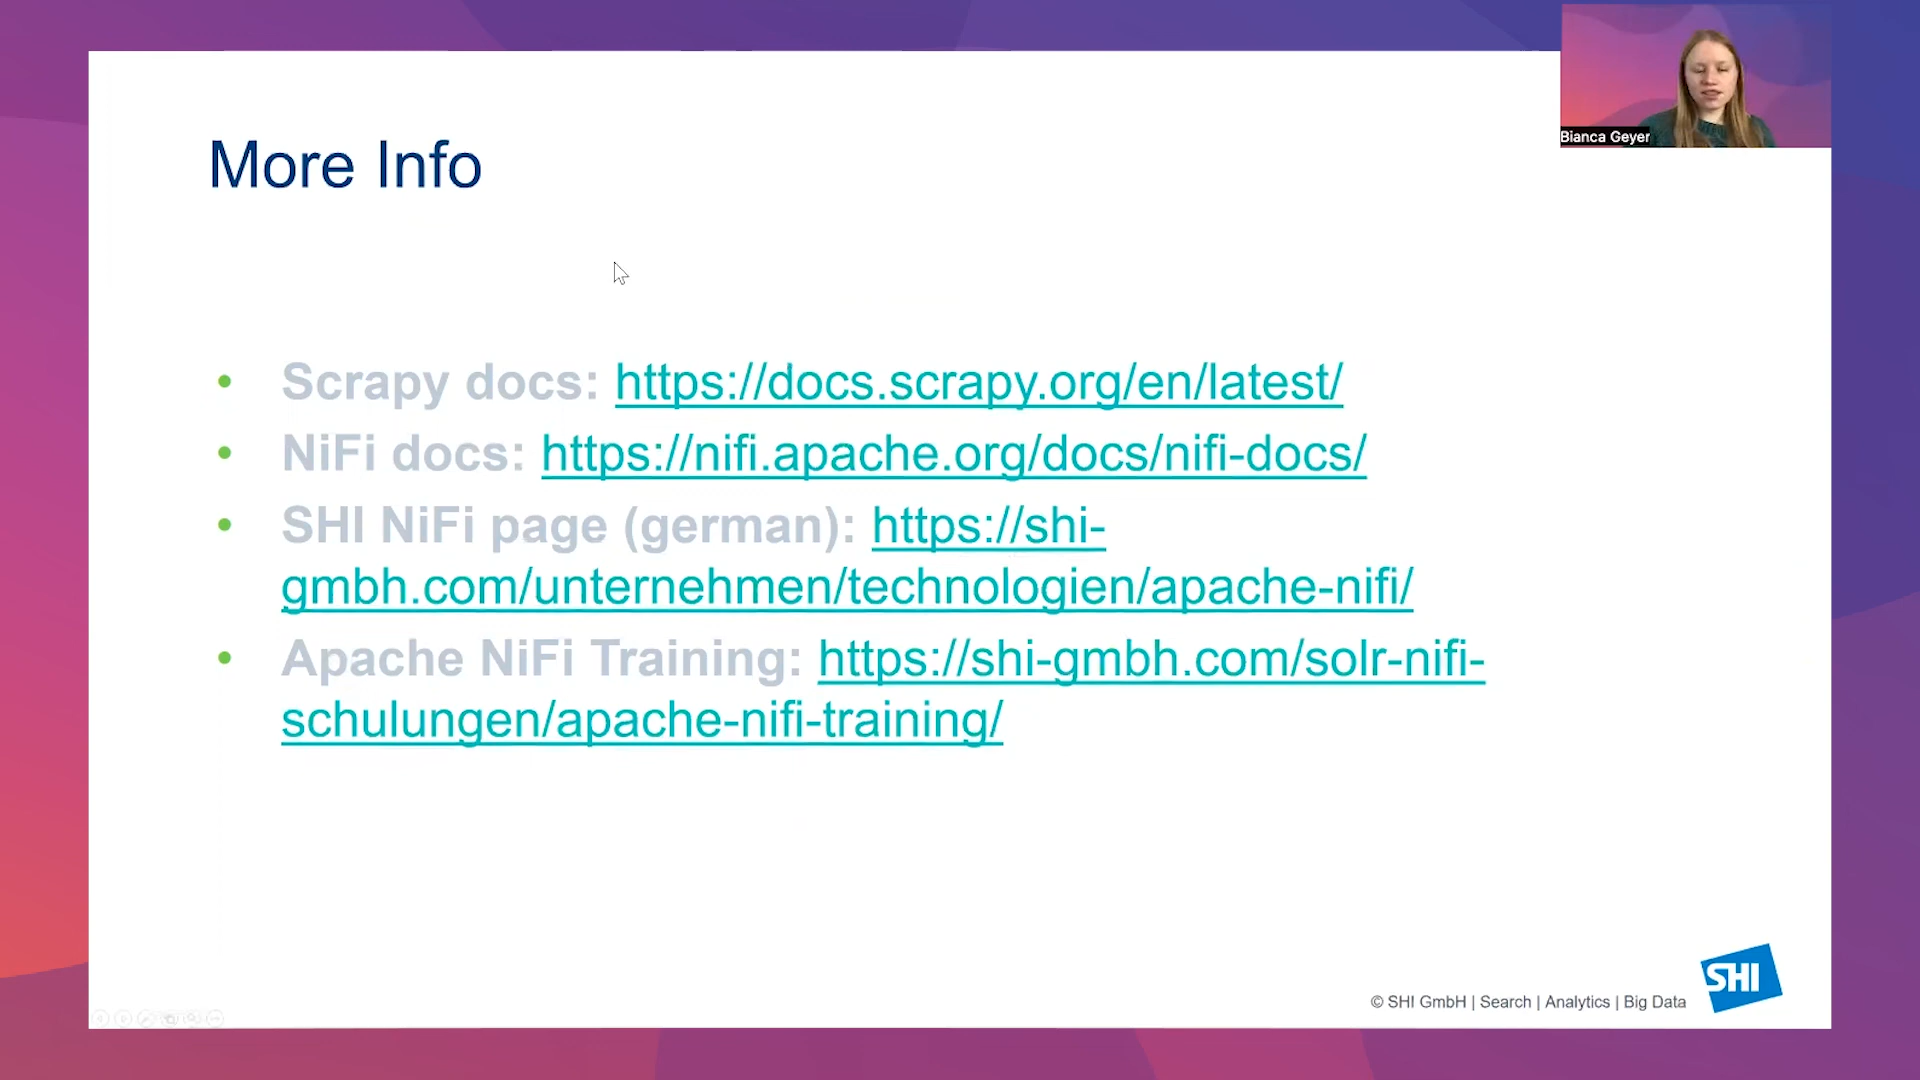 Bianca Geyer
More Info
• Scrapy docs: https://docs.scrapy.org/en/latest/
• NiFi docs: https://nifi.apache.org/docs/nifi-docs/
• SHI NiFi page (german): https://shi-
gmbh.com/unternehmen/technologien/apache-nifi/
• Apache NiFi Training: https://shi-gmbh.com/solr-nifi-
schulungen/apache-nifi-training/
© SHI GmbH | Search | Analytics | Big Data
SHI